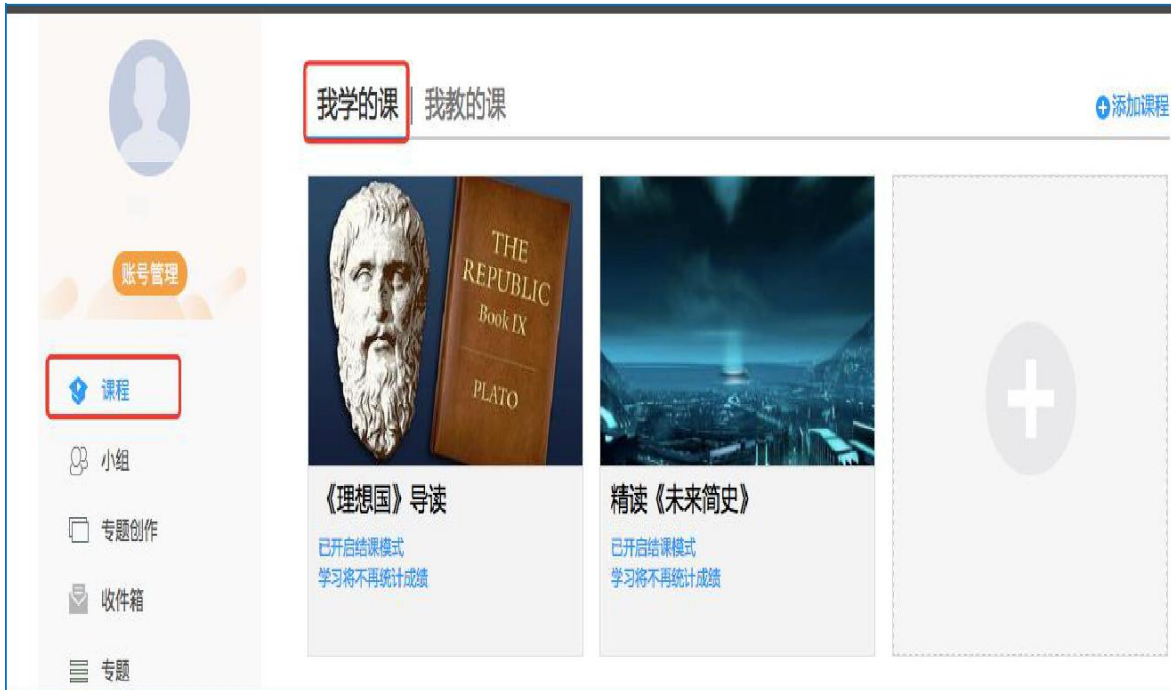 我学的课 | 我教的课
添加课程
账号管理
课程
小组
专题创作
收件箱
专题
THE
REPUBLIC
Book IX
PLATO
《理想国》导读
已开启结课模式
学习将不再统计成绩
精读《未来简史》
已开启结课模式
学习将不再统计成绩